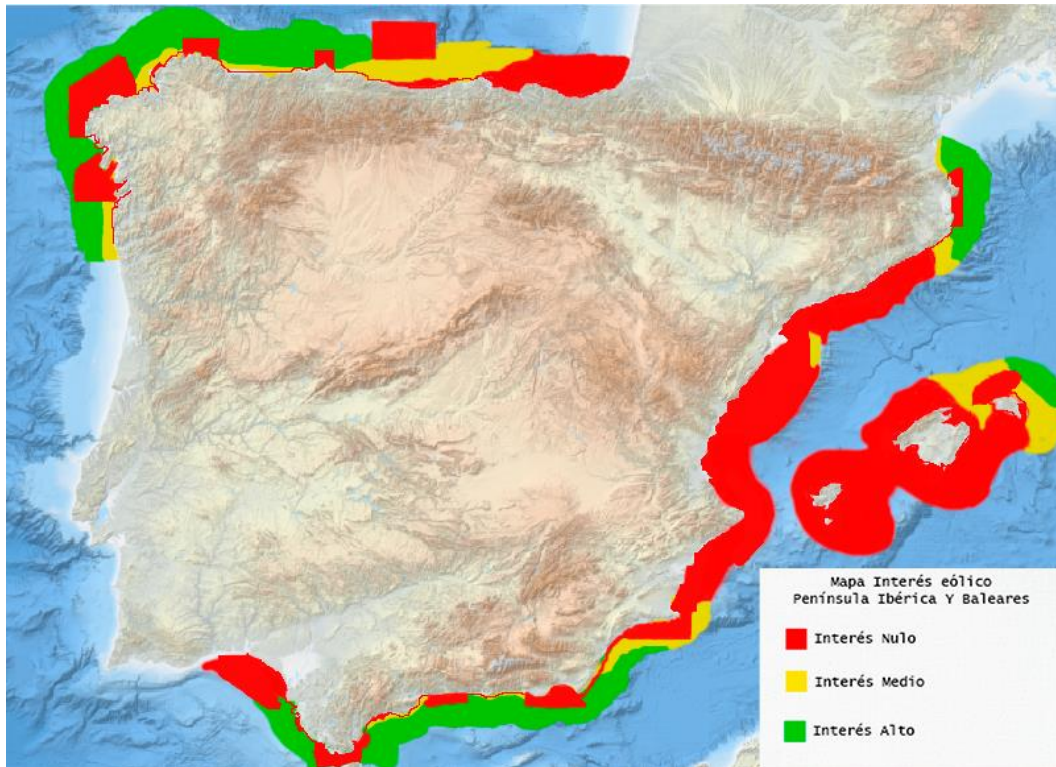 Mapa Interés eólico
Península Ibérica Y Baleares
Interés Nulo
Interés Medio
Interés Alto